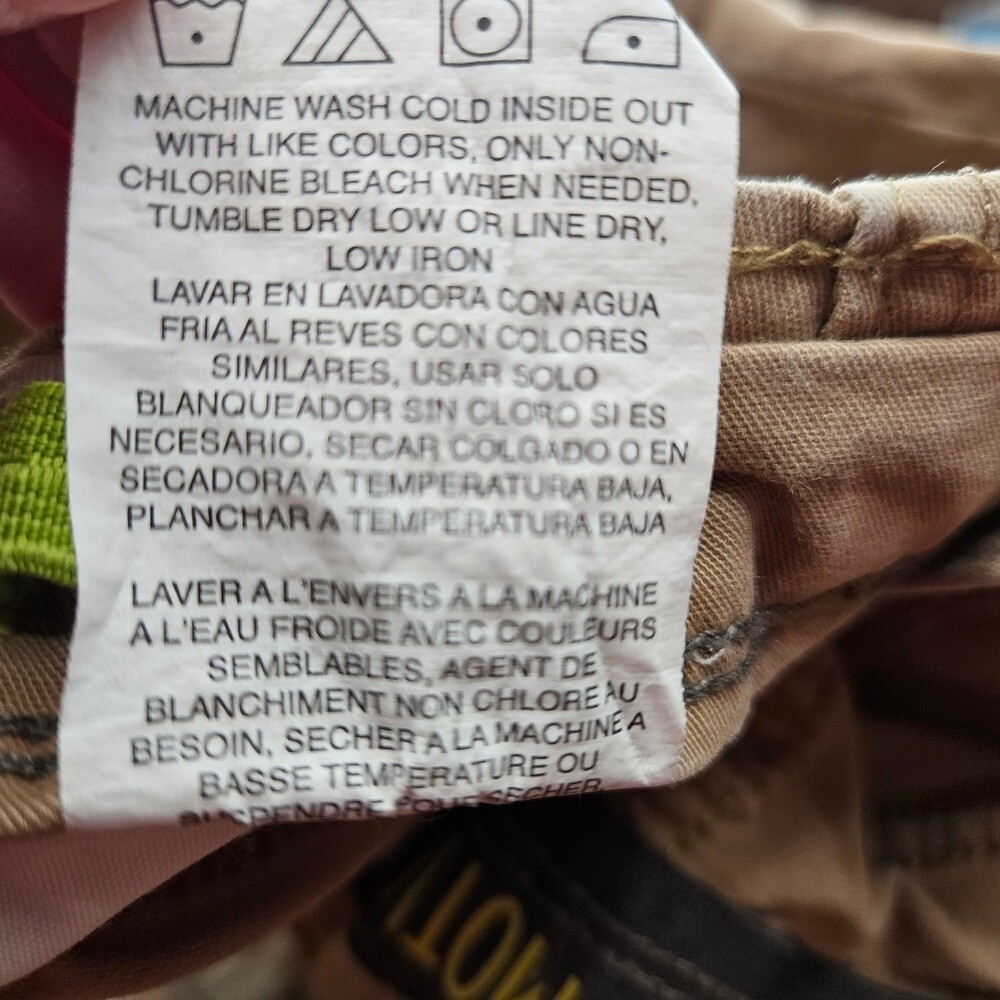 MACHINE WASH COLD INSIDE OUT
WITH LIKE COLORS, ONLY NON-
CHLORINE BLEACH WHEN NEEDED,
TUMBLE DRY LOW OR LINE DRY,
LOW IRON
LAVAR EN LAVADORA CON AGUA
FRIA AL REVES CON COLORES
SIMILARES, USAR SOLO
BLANQUEADOR SIN CLORO SI ES
NECESARIO, SECAR COLGADO O EN
SECADORA A TEMPERATURA BAJA,
PLANCHAR A TEMPERATURA BAJA
LAVER A L'ENVERS A LA MACHINE
A L'EAU FROIDE AVEC COULEURS
SEMBLABLES, AGENT DE
BLANCHIMENT NON CHLORE AU
BESOIN, SECHER A LA MACHINE A
BASSE TEMPERATURE OU
SUSPENDRE POUR SECHER,